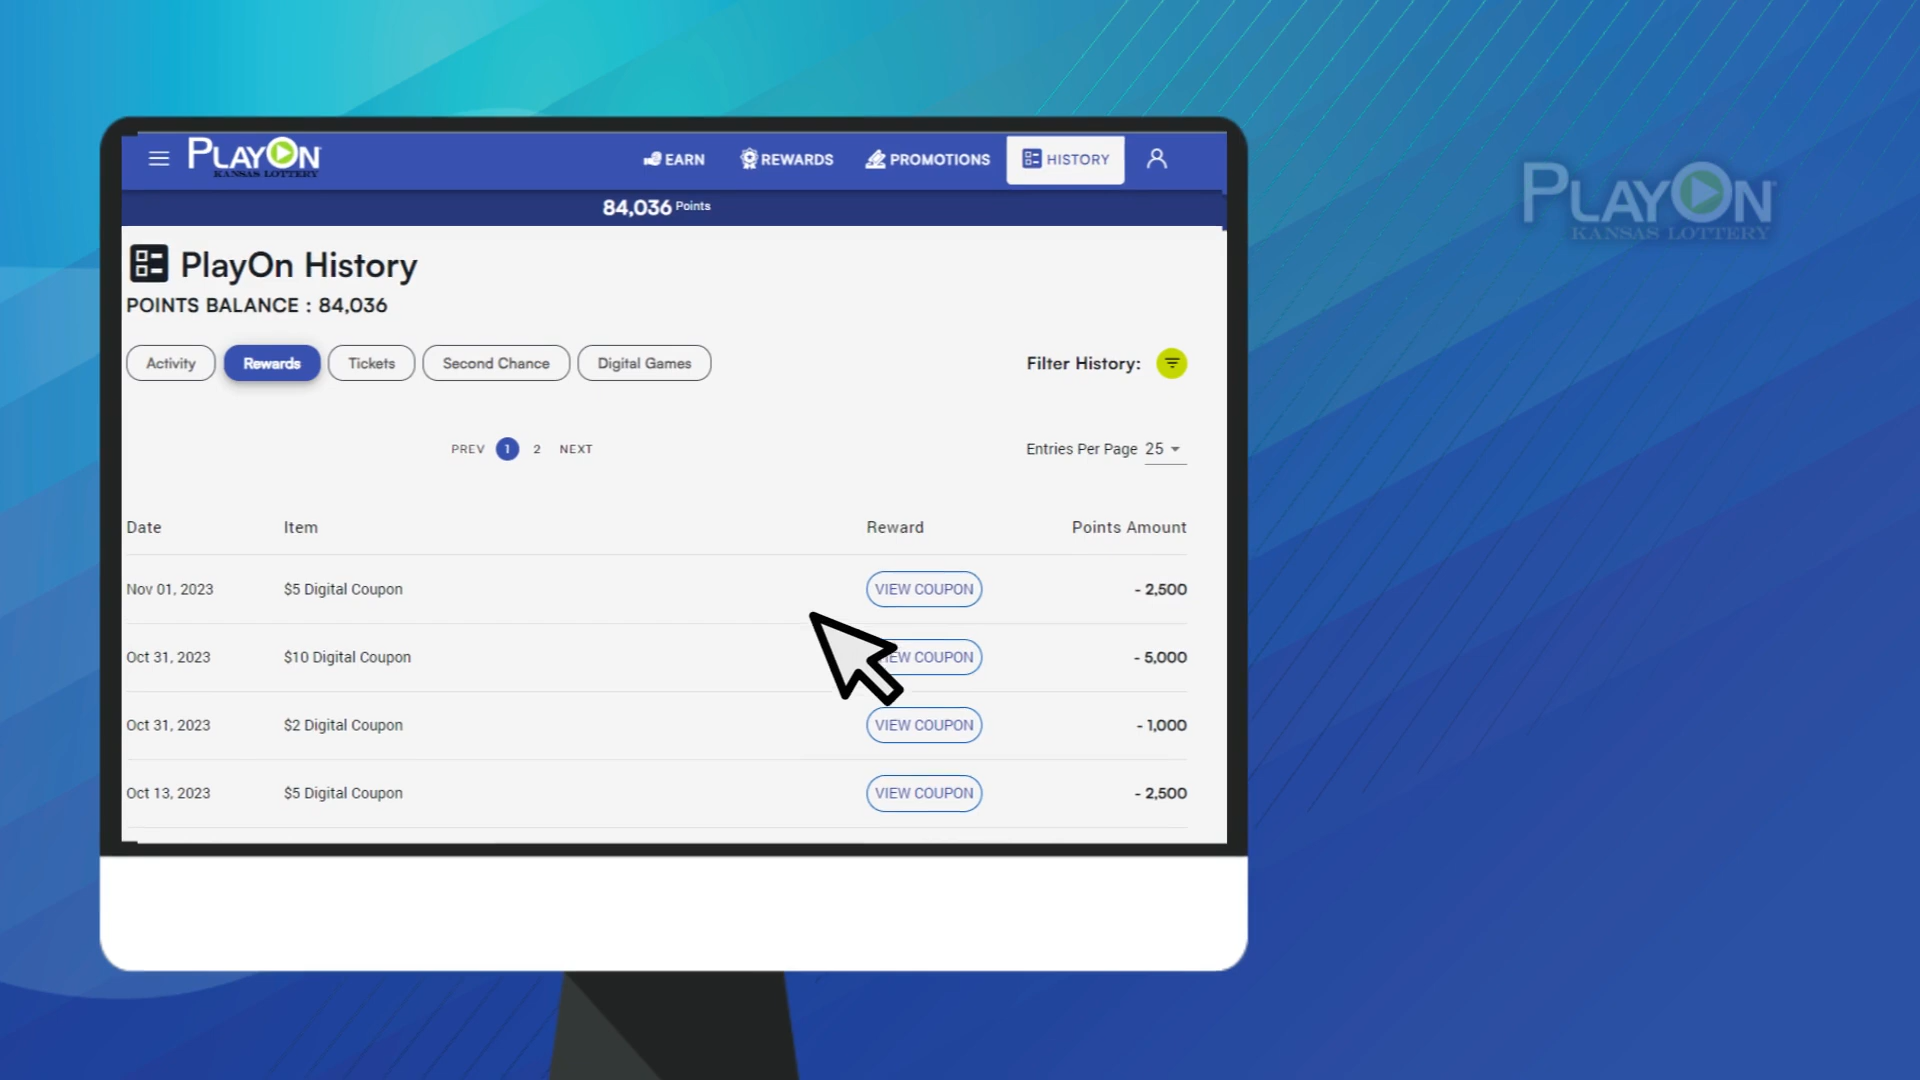 PLAYON
KANSAS LOTTERY
EARN
REWARDS
PROMOTIONS
HISTORY
84,036 Points
PLAYON
KANSAS LOTTERY
PlayOn History
POINTS BALANCE : 84,036
Activity
Rewards
Tickets
Second Chance
Digital Games
Filter History:
PREV 1 2 NEXT
Entries Per Page 25
Date Item Reward Points Amount
Nov 01, 2023 $5 Digital Coupon VIEW COUPON - 2,500
Oct 31, 2023 $10 Digital Coupon EW COUPON - 5,000
Oct 31, 2023 $2 Digital Coupon VIEW COUPON - 1,000
Oct 13, 2023 $5 Digital Coupon VIEW COUPON - 2,500